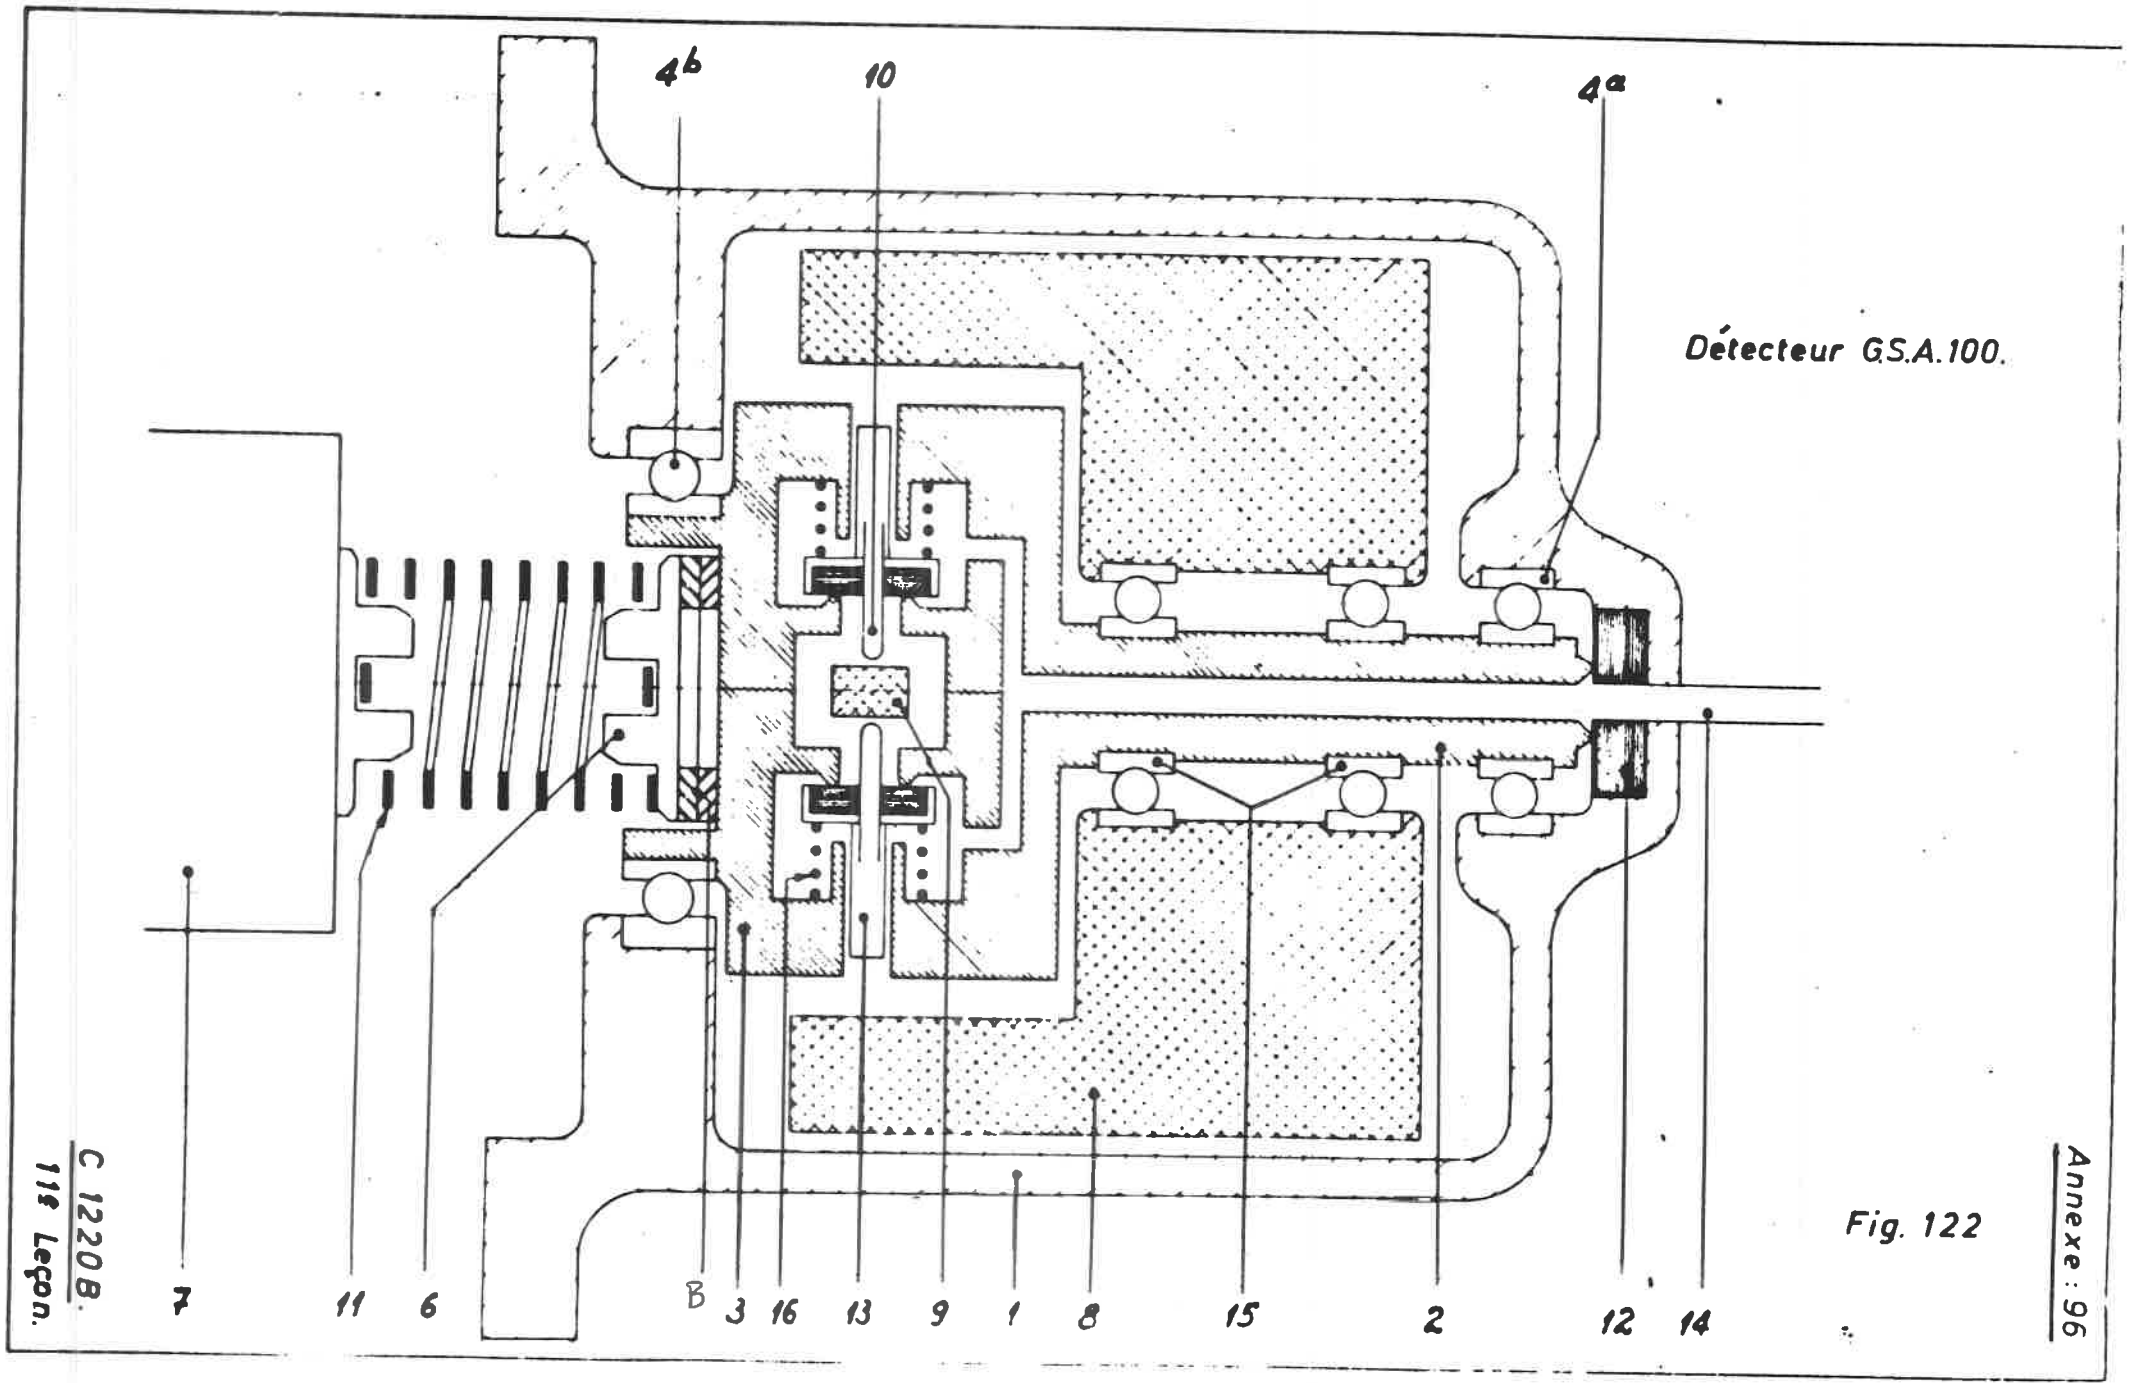 4b
10
4a
Détecteur G.S.A.100.
Fig. 122
Annexe : 96
C 1220B.
11e Leçon.
7
11
6
B
3
16
13
9
1
8
15
2
12
14